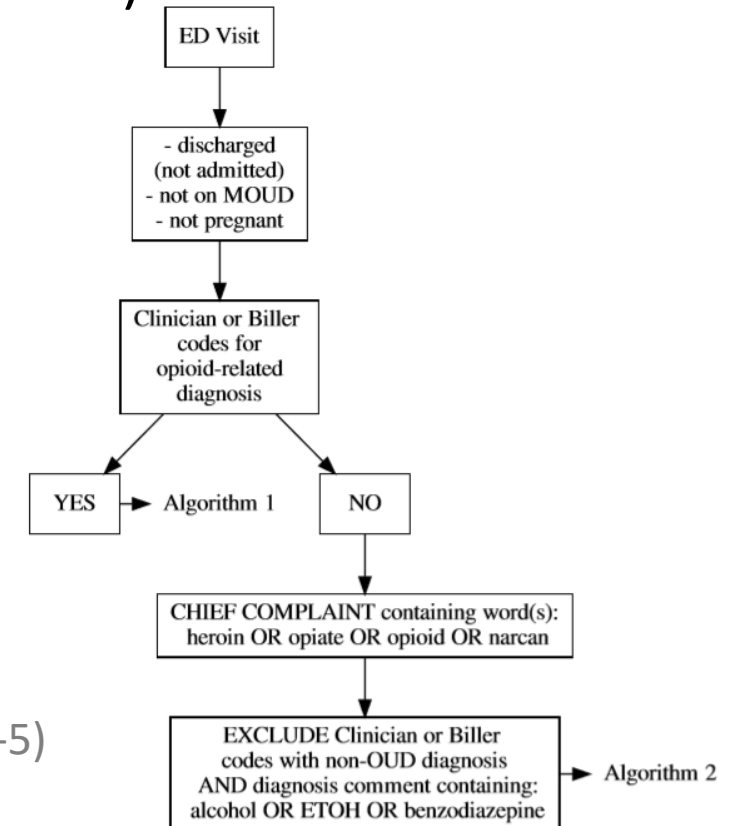 )
ED Visit
- discharged
(not admitted)
- not on MOUD
- not pregnant
Clinician or Biller
codes for
opioid-related
diagnosis
YES
Algorithm 1
NO
CHIEF COMPLAINT containing word(s):
heroin OR opiate OR opioid OR narcan
-5)
EXCLUDE Clinician or Biller
codes with non-OUD diagnosis
AND diagnosis comment containing:
alcohol OR ETOH OR benzodiazepine
Algorithm 2